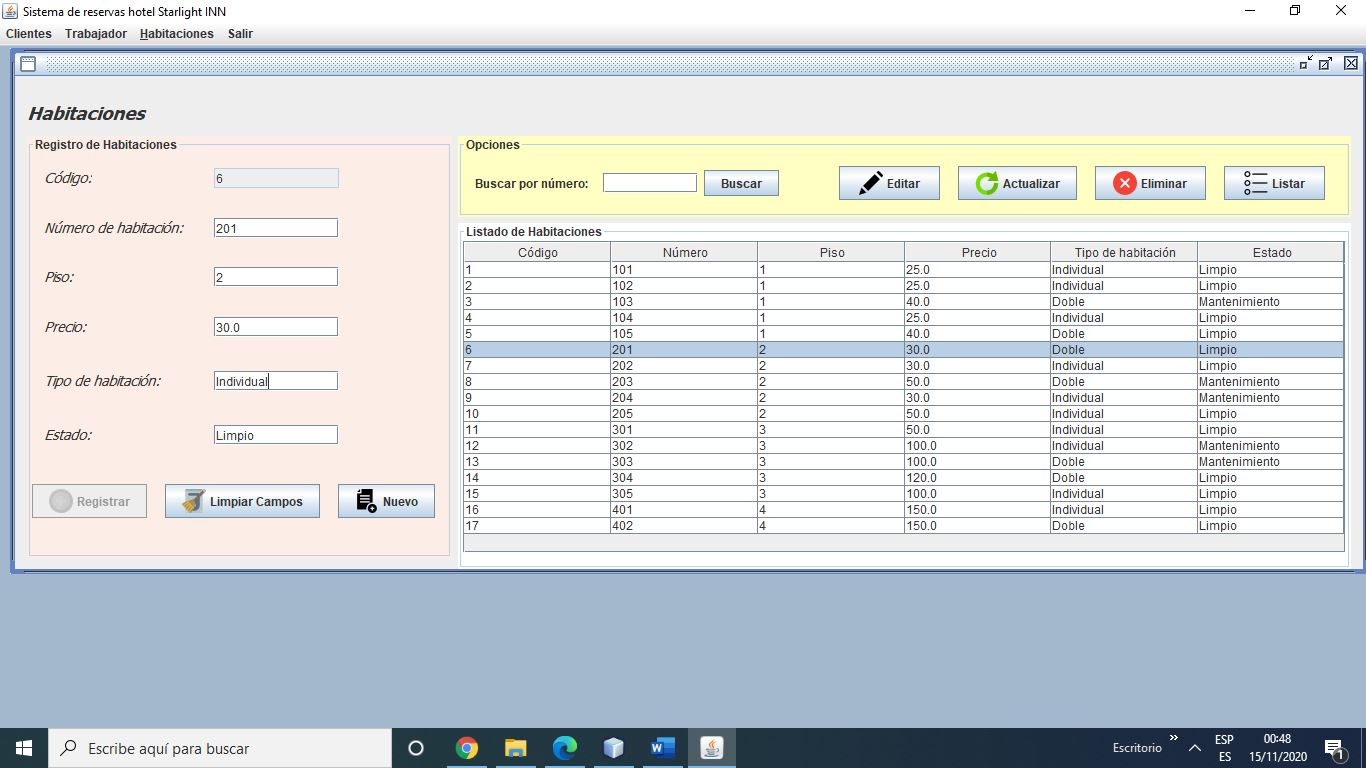 Sistema de reservas hotel Starlight INN
Clientes Trabajador Habitaciones Salir
Habitaciones
Registro de Habitaciones
Código: 6
Número de habitación: 201
Piso: 2
Precio: 30.0
Tipo de habitación: Individual
Estado: Limpio
Registrar Limpiar Campos Nuevo
Opciones
Buscar por número: Buscar Editar Actualizar Eliminar Listar
Listado de Habitaciones
Código Número Piso Precio Tipo de habitación Estado
1 101 1 25.0 Individual Limpio
2 102 1 25.0 Individual Limpio
3 103 1 40.0 Doble Mantenimiento
4 104 1 25.0 Individual Limpio
5 105 1 40.0 Doble Limpio
6 201 2 30.0 Doble Limpio
7 202 2 30.0 Individual Limpio
8 203 2 50.0 Doble Mantenimiento
9 204 2 30.0 Individual Mantenimiento
10 205 2 50.0 Individual Limpio
11 301 3 50.0 Individual Limpio
12 302 3 100.0 Individual Mantenimiento
13 303 3 100.0 Doble Mantenimiento
14 304 3 120.0 Doble Limpio
15 305 3 100.0 Individual Limpio
16 401 4 150.0 Individual Limpio
17 402 4 150.0 Doble Limpio
Escribe aquí para buscar
Escritorio
ESP
ES
00:48
15/11/2020
1